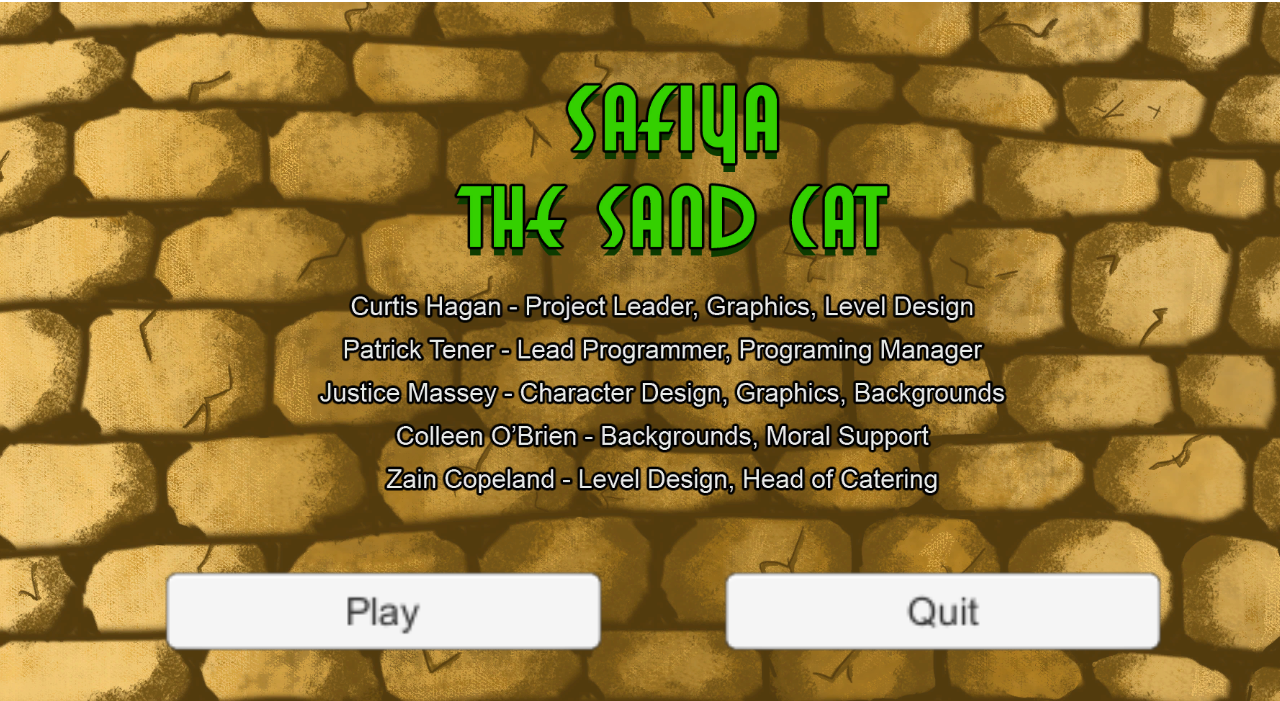 SAFIYA
THE SAND CAT
Curtis Hagan - Project Leader, Graphics, Level Design
Patrick Tener - Lead Programmer, Programing Manager
Justice Massey - Character Design, Graphics, Backgrounds
Colleen O’Brien - Backgrounds, Moral Support
Zain Copeland - Level Design, Head of Catering
Play
Quit